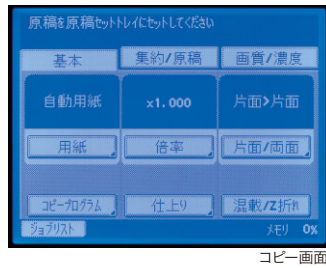 原稿を原稿セットトレイにセットしてください
基本 集約/原稿 画質/濃度
自動用紙 x1.000 片面>片面
用紙 倍率 片面/両面
コピープログラム 仕上り 混載/Z折れ
ジョブリスト メモリ 0%
コピー画面